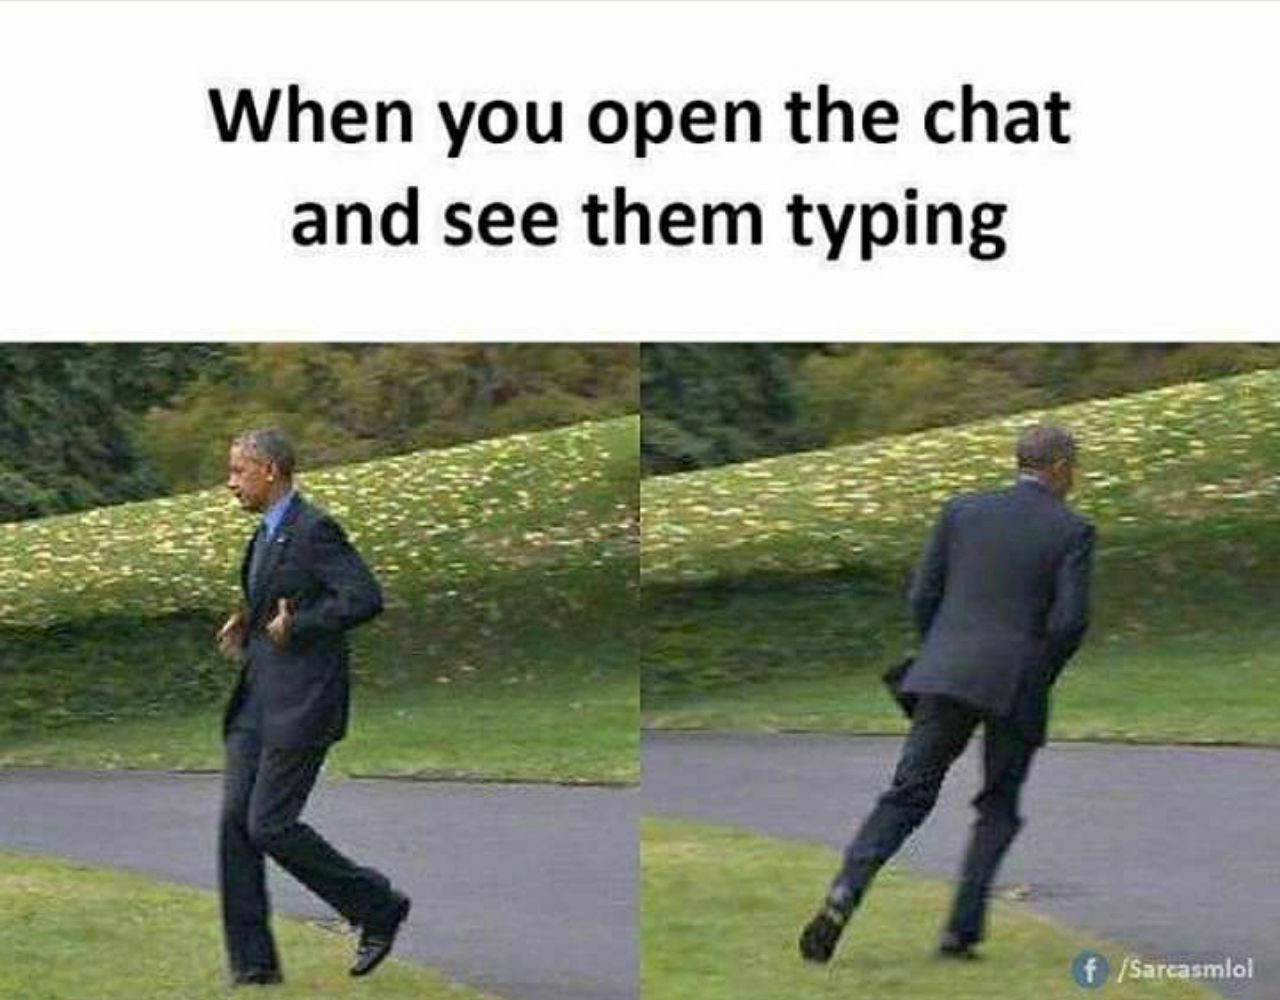 When you open the chat
and see them typing
f /Sarcasmlol